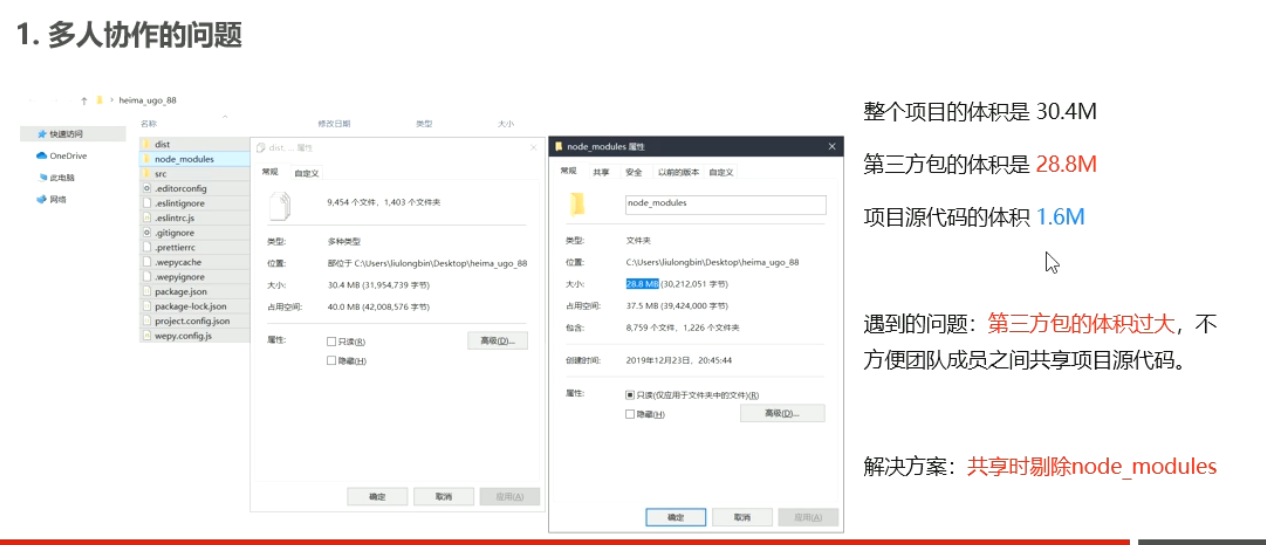 1. 多人协作的问题
heima_ugo_88
名称
修改日期
类型
大小
快速访问
OneDrive
此电脑
网络
dist
node_modules
src
.editorconfig
.eslintignore
.eslintrc.js
.gitignore
.prettierrc
.wepycache
.wepyignore
package.json
package-lock.json
project.config.json
wepy.config.js
dist, ... 属性
常规 自定义
9,454 个文件，1,403 个文件夹
类型: 多种类型
位置: 部位于 C:\Users\liulongbin\Desktop\heima_ugo_88
大小: 30.4 MB (31,954,739 字节)
占用空间: 40.0 MB (42,008,576 字节)
属性: 只读(R) 高级(D)...
隐藏(H)
确定 取消 应用(A)
node_modules 属性
常规 共享 安全 以前的版本 自定义
node_modules
类型: 文件夹
位置: C:\Users\liulongbin\Desktop\heima_ugo_88
大小: 28.8 MB (30,212,051 字节)
占用空间: 37.5 MB (39,424,000 字节)
包含: 8,759 个文件，1,226 个文件夹
创建时间: 2019年12月23日，20:45:44
属性: 只读(仅应用于文件夹中的文件)(R)
隐藏(H) 高级(D)...
确定 取消 应用(A)
整个项目的体积是 30.4M
第三方包的体积是 28.8M
项目源代码的体积 1.6M
遇到的问题：第三方包的体积过大，不
方便团队成员之间共享项目源代码。
解决方案：共享时剔除node_modules